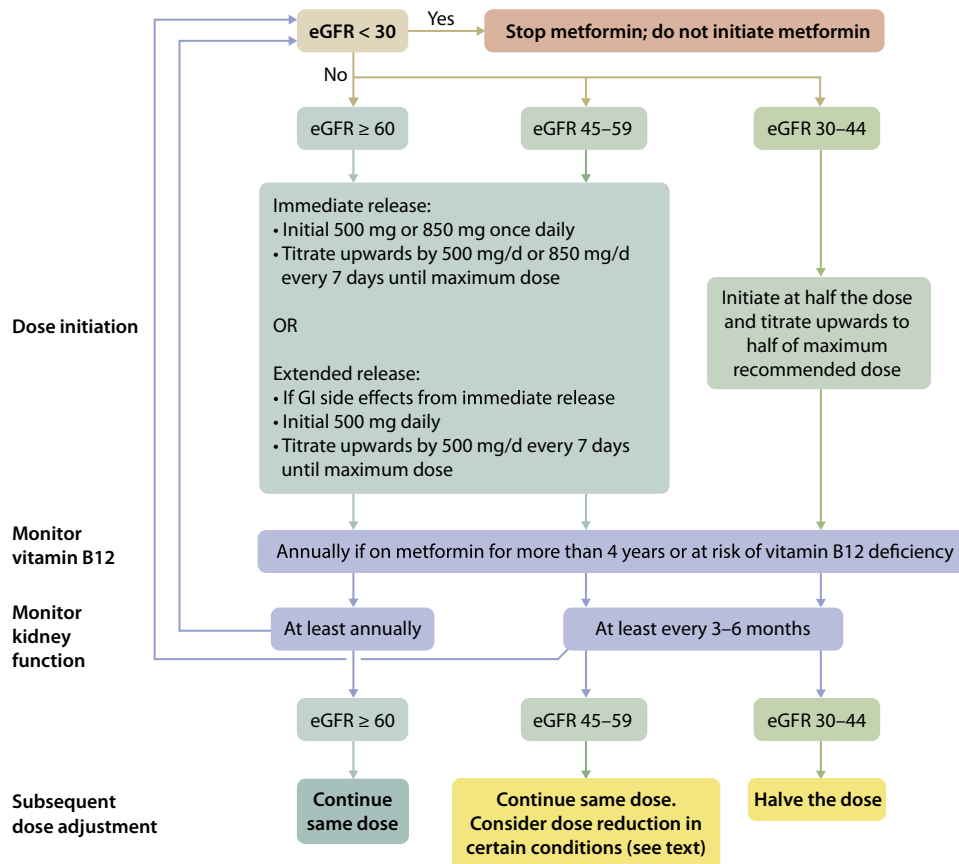 eGFR < 30
Yes
Stop metformin; do not initiate metformin
No
eGFR ≥ 60
eGFR 45–59
eGFR 30–44
Dose initiation
Immediate release:
• Initial 500 mg or 850 mg once daily
• Titrate upwards by 500 mg/d or 850 mg/d
every 7 days until maximum dose
OR
Extended release:
• If GI side effects from immediate release
• Initial 500 mg daily
• Titrate upwards by 500 mg/d every 7 days
until maximum dose
Initiate at half the dose
and titrate upwards to
half of maximum
recommended dose
Monitor
vitamin B12
Annually if on metformin for more than 4 years or at risk of vitamin B12 deficiency
Monitor
kidney
function
At least annually
At least every 3–6 months
eGFR ≥ 60
eGFR 45–59
eGFR 30–44
Subsequent
dose adjustment
Continue
same dose
Continue same dose.
Consider dose reduction in
certain conditions (see text)
Halve the dose